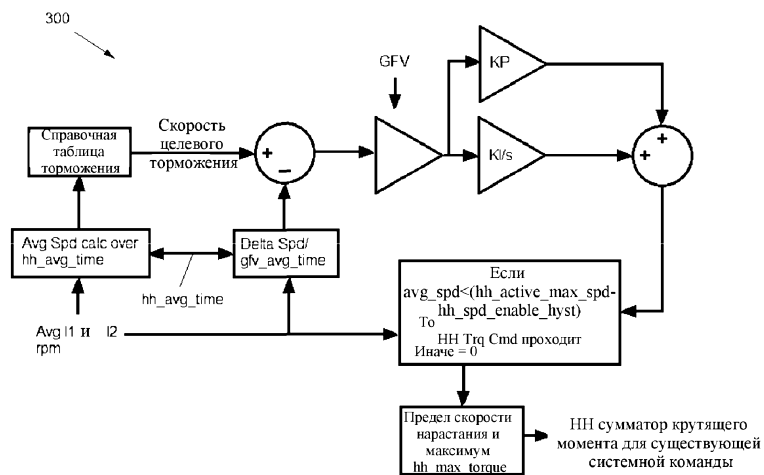 300
GFV
KP
Справочная
таблица
торможения
Скорость
целевого
торможения
+
−
KI/s
+
+
Avg Spd calc over
hh_avg_time
hh_avg_time
Delta Spd/
gfv_avg_time
Avg I1 и I2
rpm
Если
avg_spd<(hh_active_max_spd-
hh_spd_enable_hyst)
То
HH Trq Cmd проходит
Иначе = 0
Предел скорости
нарастания и
максимум
hh_max_torque
НН сумматор крутящего
момента для существующей
системной команды